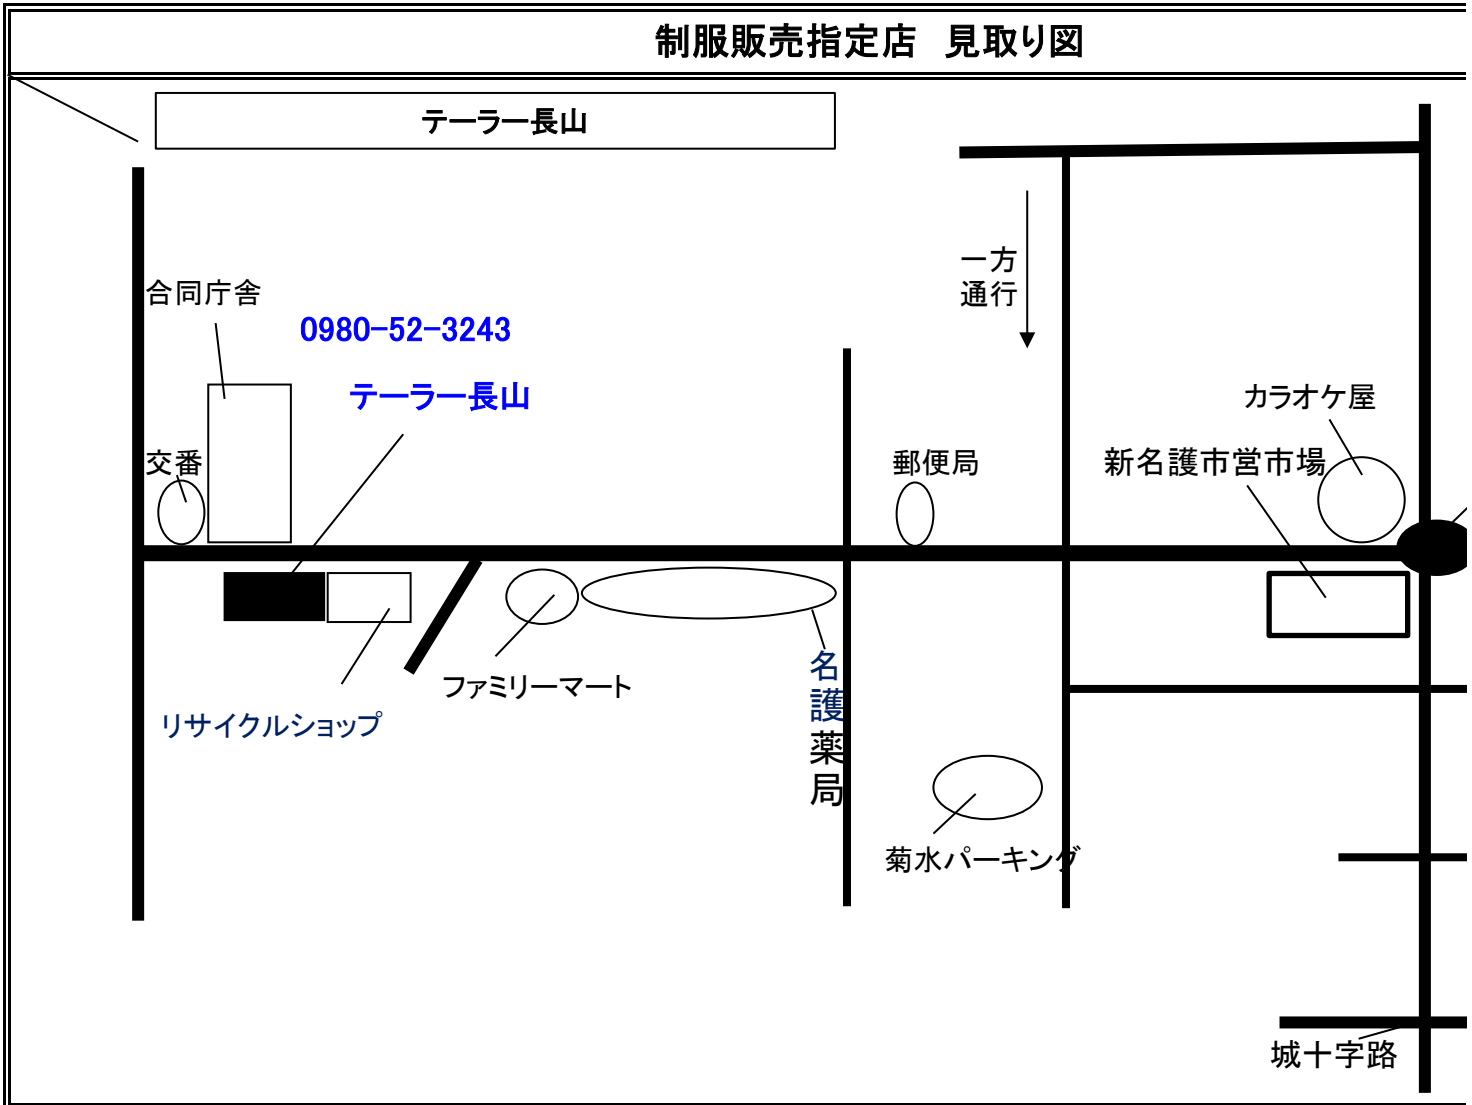 制服販売指定店　見取り図
テーラー長山
一方
通行
合同庁舎
0980-52-3243
テーラー長山
カラオケ屋
交番
郵便局
新名護市営市場
ファミリーマート
名護薬局
リサイクルショップ
菊水パーキング
城十字路